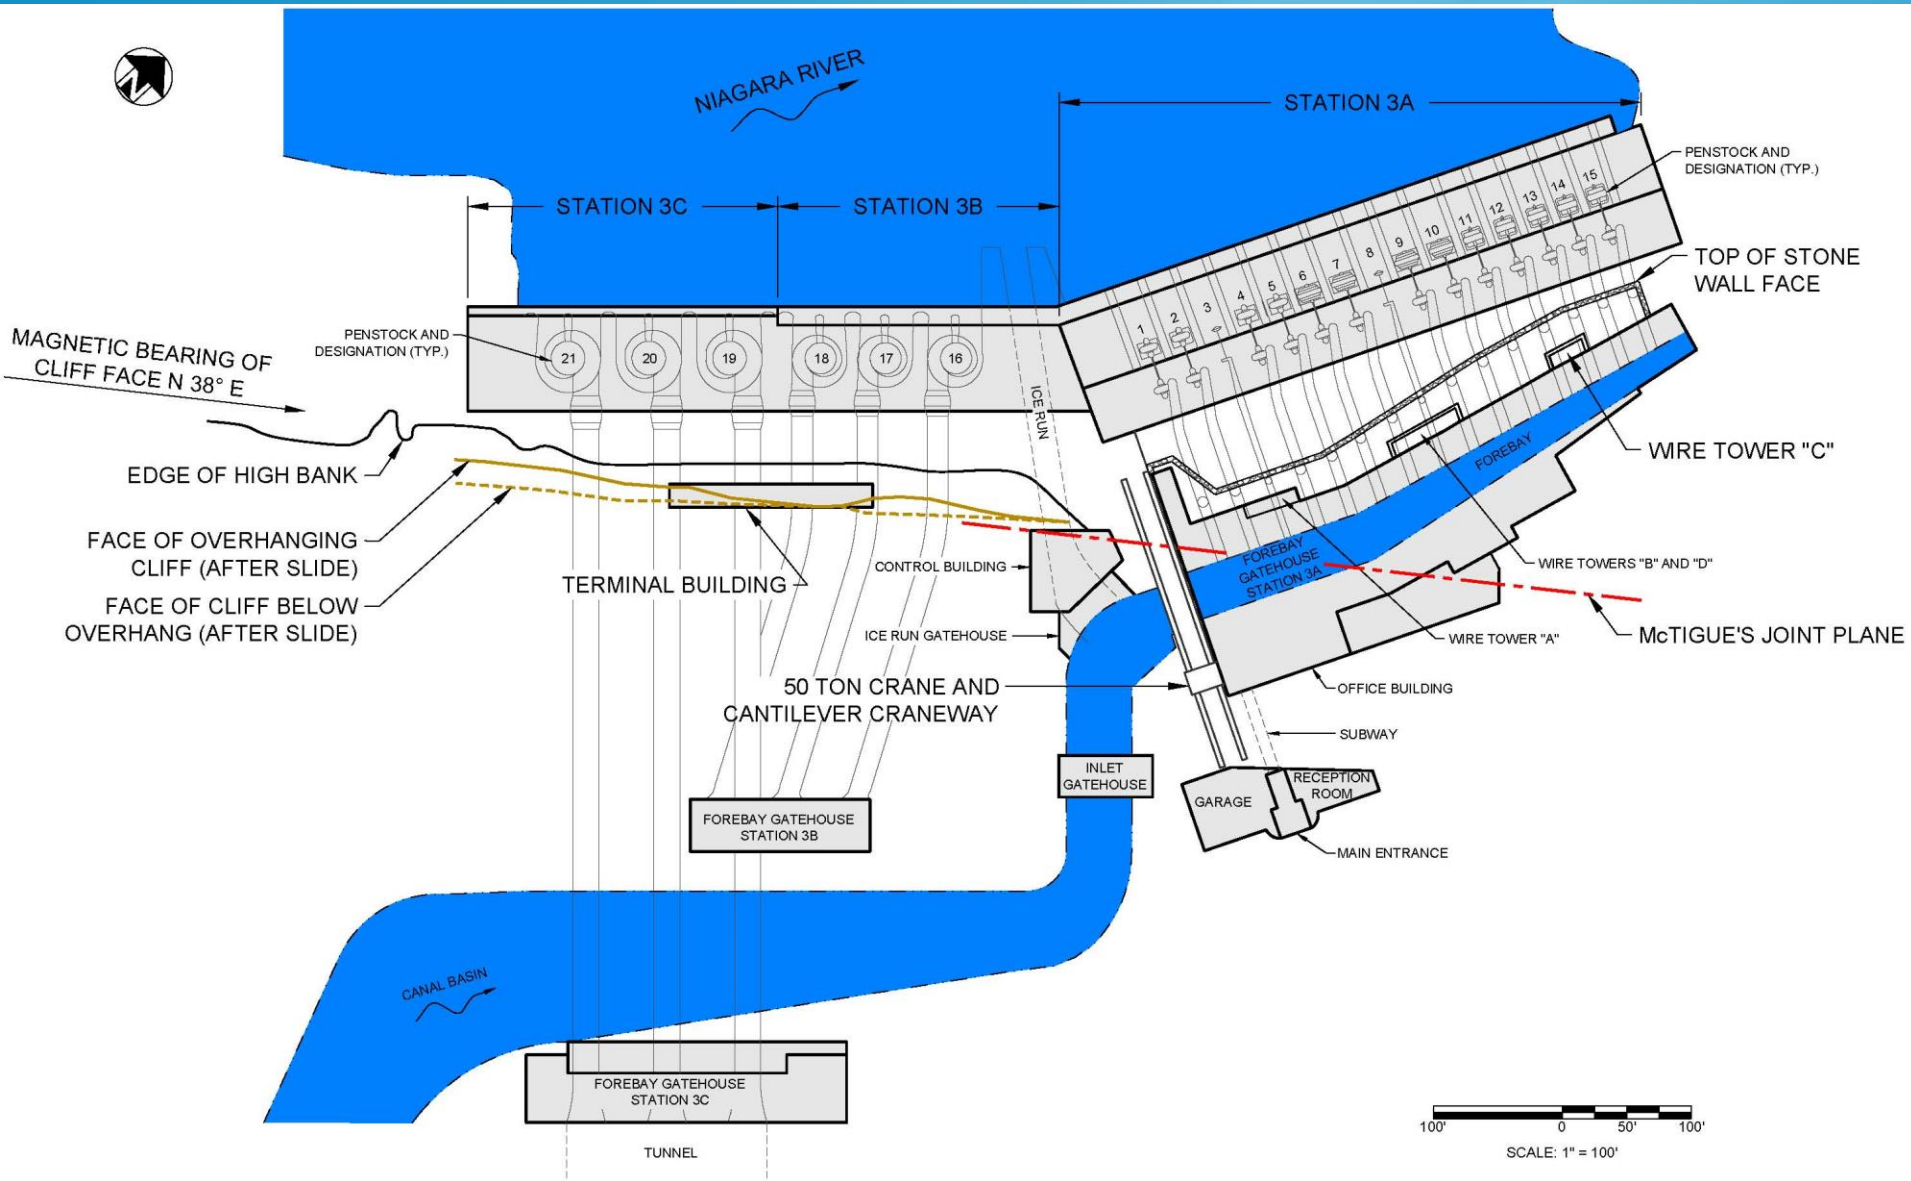 N
NIAGARA RIVER
STATION 3A
STATION 3C
STATION 3B
PENSTOCK AND
DESIGNATION (TYP.)
1
2
3
4
5
6
7
8
9
10
11
12
13
14
15
TOP OF STONE
WALL FACE
MAGNETIC BEARING OF
CLIFF FACE N 38° E
PENSTOCK AND
DESIGNATION (TYP.)
21
20
19
18
17
16
ICE RUN
EDGE OF HIGH BANK
FACE OF OVERHANGING
CLIFF (AFTER SLIDE)
FACE OF CLIFF BELOW
OVERHANG (AFTER SLIDE)
TERMINAL BUILDING
CONTROL BUILDING
ICE RUN GATEHOUSE
50 TON CRANE AND
CANTILEVER CRANEWAY
FOREBAY
FOREBAY
GATEHOUSE
STATION 3A
WIRE TOWER "C"
WIRE TOWERS "B" AND "D"
WIRE TOWER "A"
McTIGUE'S JOINT PLANE
OFFICE BUILDING
SUBWAY
INLET
GATEHOUSE
GARAGE
RECEPTION
ROOM
MAIN ENTRANCE
FOREBAY GATEHOUSE
STATION 3B
CANAL BASIN
FOREBAY GATEHOUSE
STATION 3C
TUNNEL
100'
0
50'
100'
SCALE: 1" = 100'